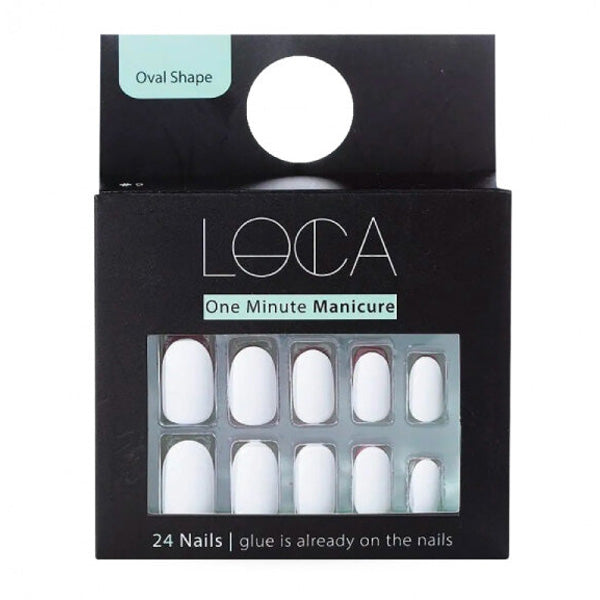 Oval Shape
LOCA
One Minute Manicure
24 Nails | glue is already on the nails